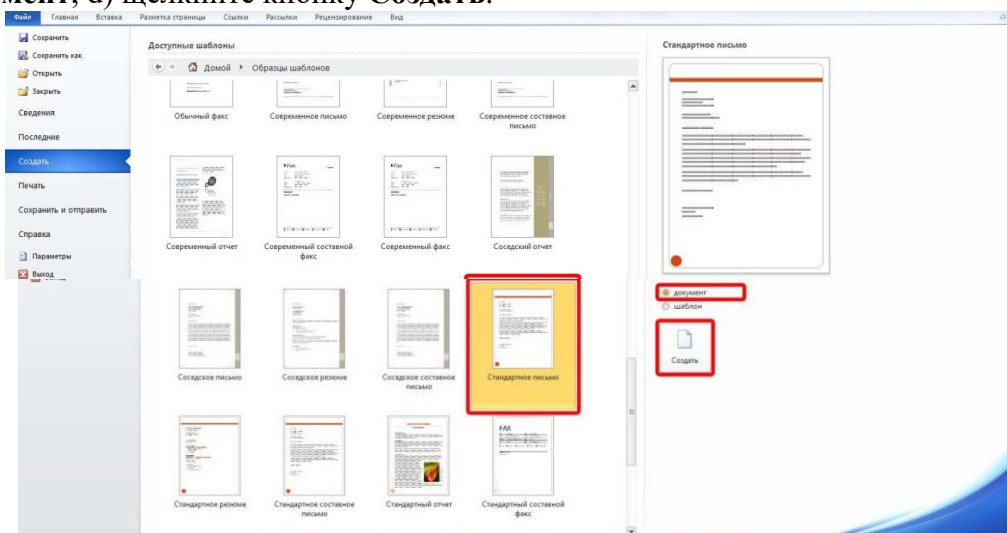 мент, d) щелкните кнопку Создать.
Файл Главная Вставка Разметка страницы Ссылки Рассылки Рецензирование Вид
Сохранить
Сохранить как
Открыть
Закрыть
Сведения
Последние
Создать
Печать
Сохранить и отправить
Справка
Параметры
Выход
Доступные шаблоны
Домой Образцы шаблонов
Обычный факс
Современное письмо
Современное резюме
Современное составное
письмо
Современный отчет
Современный составной
факс
Современный факс
Соседский отчет
Соседское письмо
Соседское резюме
Соседское составное
письмо
Стандартное письмо
Стандартное резюме
Стандартное составное
письмо
Стандартный отчет
FAX
Стандартный составной
факс
Стандартное письмо
документ
шаблон
Создать